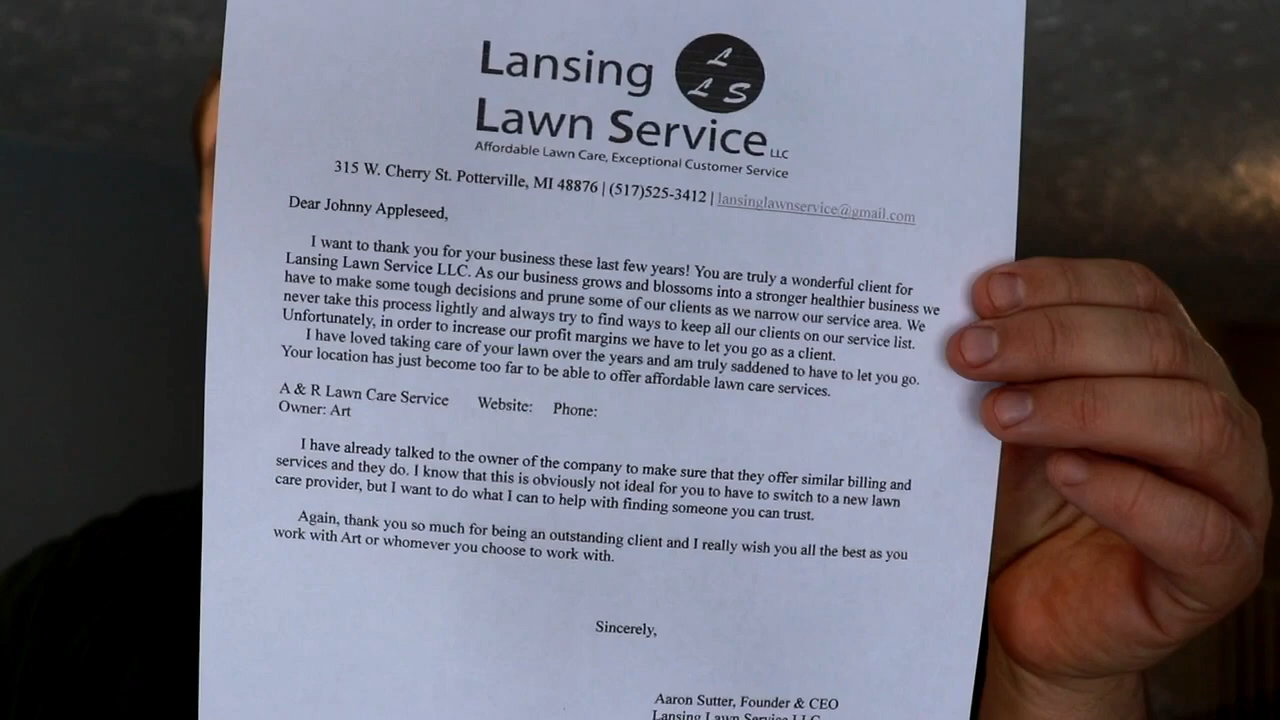 Lansing
L
L S
Lawn Service LLC
Affordable Lawn Care, Exceptional Customer Service
315 W. Cherry St. Potterville, MI 48876 | (517)525-3412 | lansinglawnservice@gmail.com
Dear Johnny Appleseed,
I want to thank you for your business these last few years! You are truly a wonderful client for
Lansing Lawn Service LLC. As our business grows and blossoms into a stronger healthier business we
have to make some tough decisions and prune some of our clients as we narrow our service area. We
never take this process lightly and always try to find ways to keep all our clients on our service list.
Unfortunately, in order to increase our profit margins we have to let you go as a client.
I have loved taking care of your lawn over the years and am truly saddened to have to let you go.
Your location has just become too far to be able to offer affordable lawn care services.
A & R Lawn Care Service Website: Phone:
Owner: Art
I have already talked to the owner of the company to make sure that they offer similar billing and
services and they do. I know that this is obviously not ideal for you to have to switch to a new lawn
care provider, but I want to do what I can to help with finding someone you can trust.
Again, thank you so much for being an outstanding client and I really wish you all the best as you
work with Art or whomever you choose to work with.
Sincerely,
Aaron Sutter, Founder & CEO
Lansing Lawn Service LLC